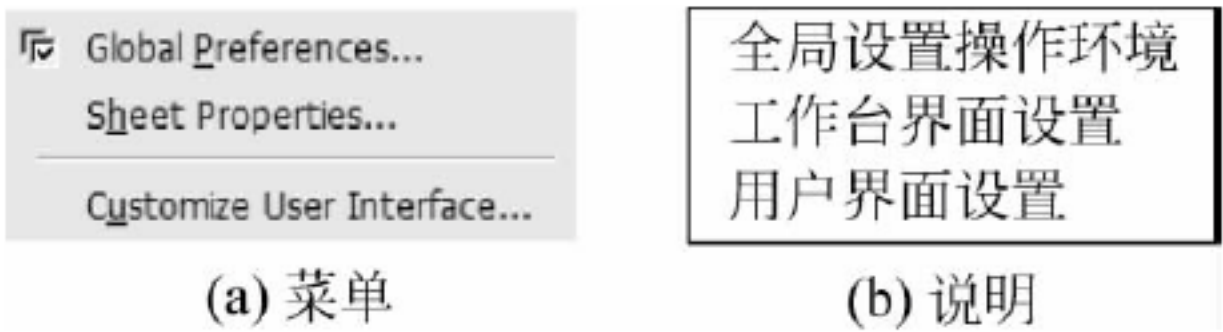 Global Preferences...
Sheet Properties...
Customize User Interface...
(a) 菜单
全局设置操作环境
工作台界面设置
用户界面设置
(b) 说明